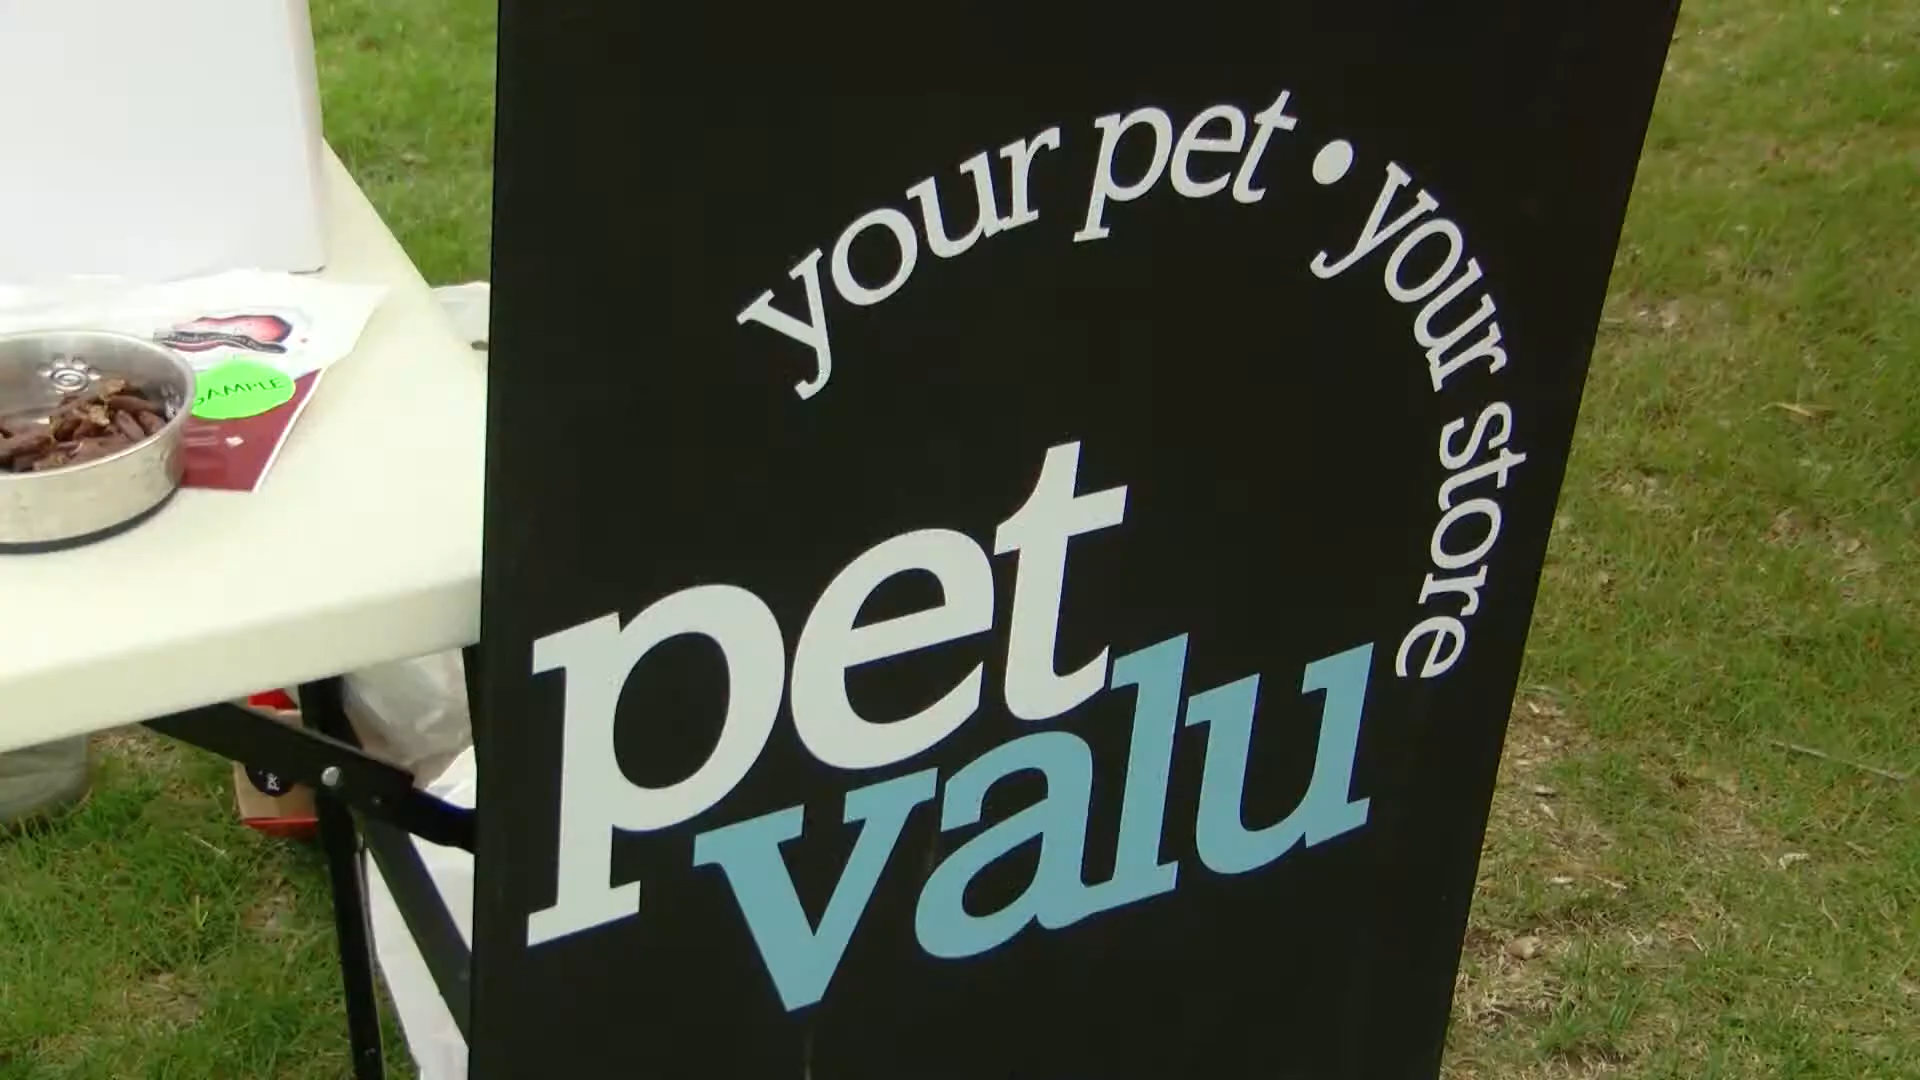 your pet • your store
pet
valu
SAMPLE